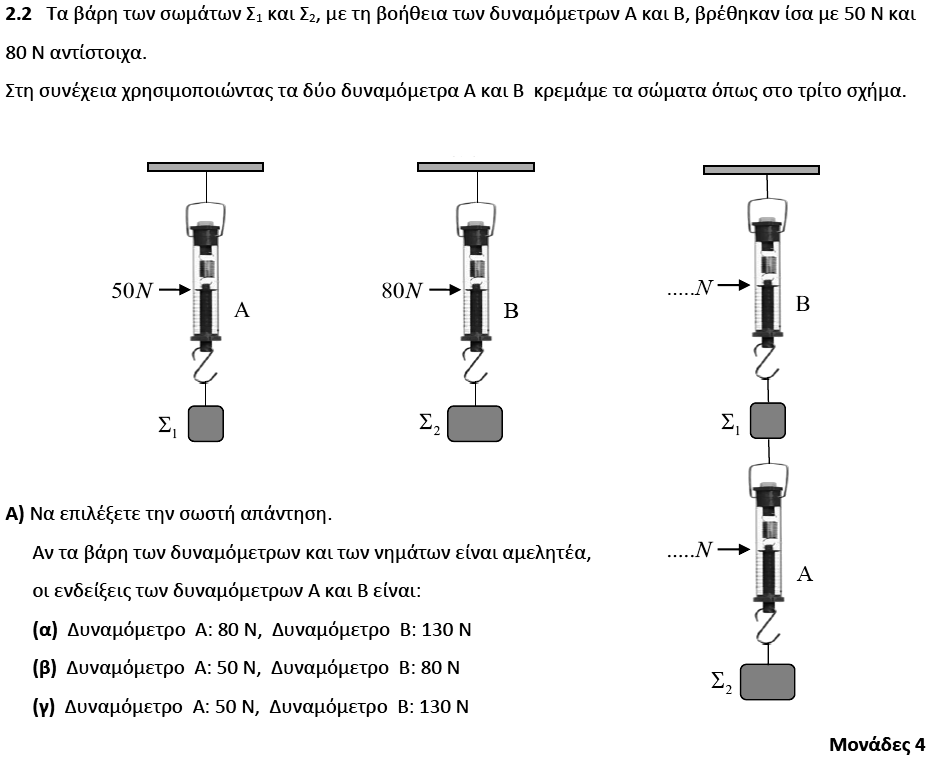 2.2 Τα βάρη των σωμάτων Σ₁ και Σ₂, με τη βοήθεια των δυναμόμετρων Α και Β, βρέθηκαν ίσα με 50 Ν και
80 Ν αντίστοιχα.
Στη συνέχεια χρησιμοποιώντας τα δύο δυναμόμετρα Α και Β κρεμάμε τα σώματα όπως στο τρίτο σχήμα.
50N
A
Σ₁
80N
B
Σ₂
.....N
B
Σ₁
.....N
A
Σ₂
Α) Να επιλέξετε την σωστή απάντηση.
Αν τα βάρη των δυναμόμετρων και των νημάτων είναι αμελητέα,
οι ενδείξεις των δυναμόμετρων Α και Β είναι:
(α) Δυναμόμετρο Α: 80 Ν, Δυναμόμετρο Β: 130 Ν
(β) Δυναμόμετρο Α: 50 Ν, Δυναμόμετρο Β: 80 Ν
(γ) Δυναμόμετρο Α: 50 Ν, Δυναμόμετρο Β: 130 Ν
Μονάδες 4